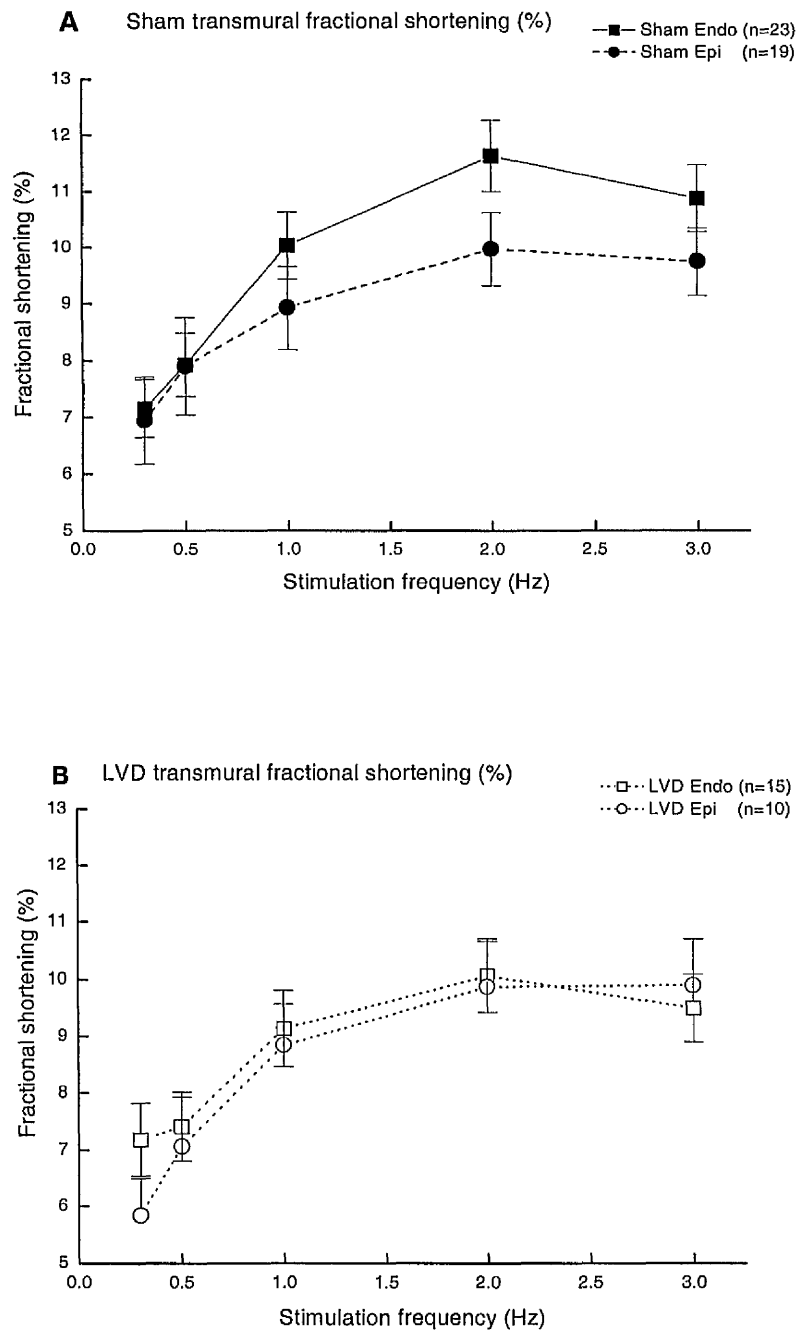 A Sham transmural fractional shortening (%)
Sham Endo (n=23)
Sham Epi (n=19)
13
12
11
10
9
8
7
6
5
Fractional shortening (%)
0.0 0.5 1.0 1.5 2.0 2.5 3.0
Stimulation frequency (Hz)
B LVD transmural fractional shortening (%)
LVD Endo (n=15)
LVD Epi (n=10)
13
12
11
10
9
8
7
6
5
Fractional shortening (%)
0.0 0.5 1.0 1.5 2.0 2.5 3.0
Stimulation frequency (Hz)